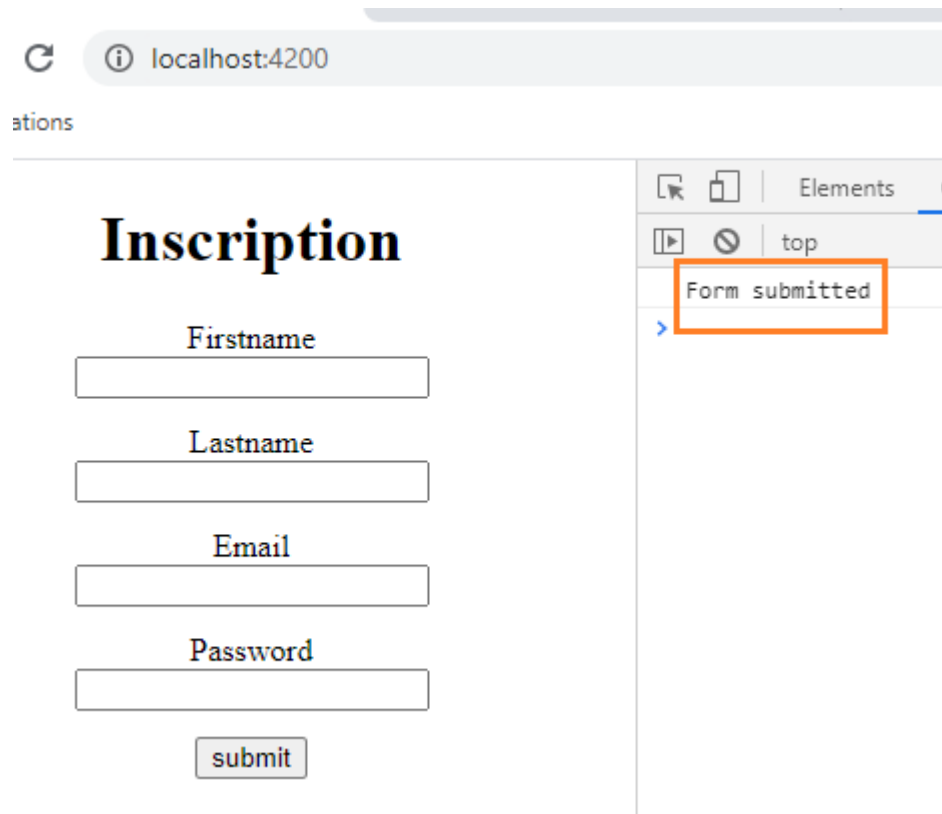 localhost:4200
ations
Elements
top
Form submitted
Inscription
Firstname
Lastname
Email
Password
submit